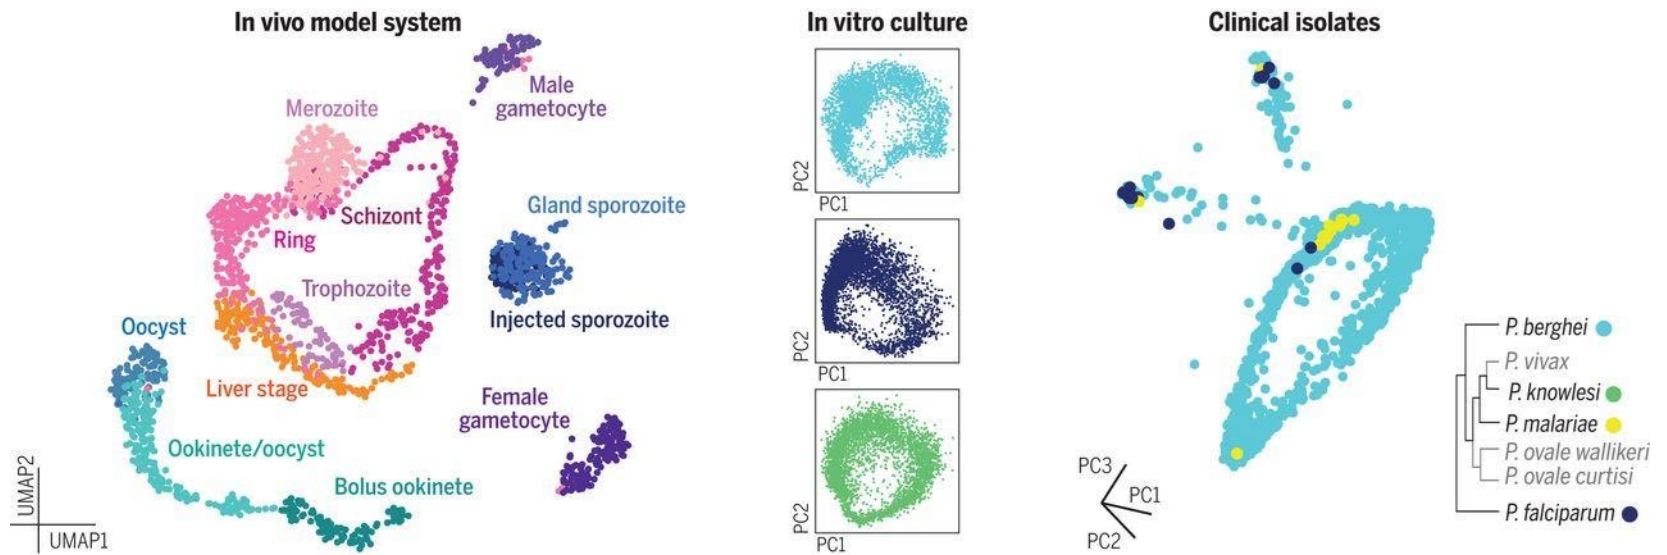 In vivo model system
In vitro culture
Clinical isolates
Male
gametocyte
Merozoite
Schizont
Ring
Gland sporozoite
Trophozoite
Injected sporozoite
Oocyst
Liver stage
Female
gametocyte
Ookinete/oocyst
Bolus ookinete
UMAP2
UMAP1
PC2
PC1
PC2
PC1
PC2
PC1
PC3
PC1
PC2
P. berghei
P. vivax
P. knowlesi
P. malariae
P. ovale wallikeri
P. ovale curtisi
P. falciparum